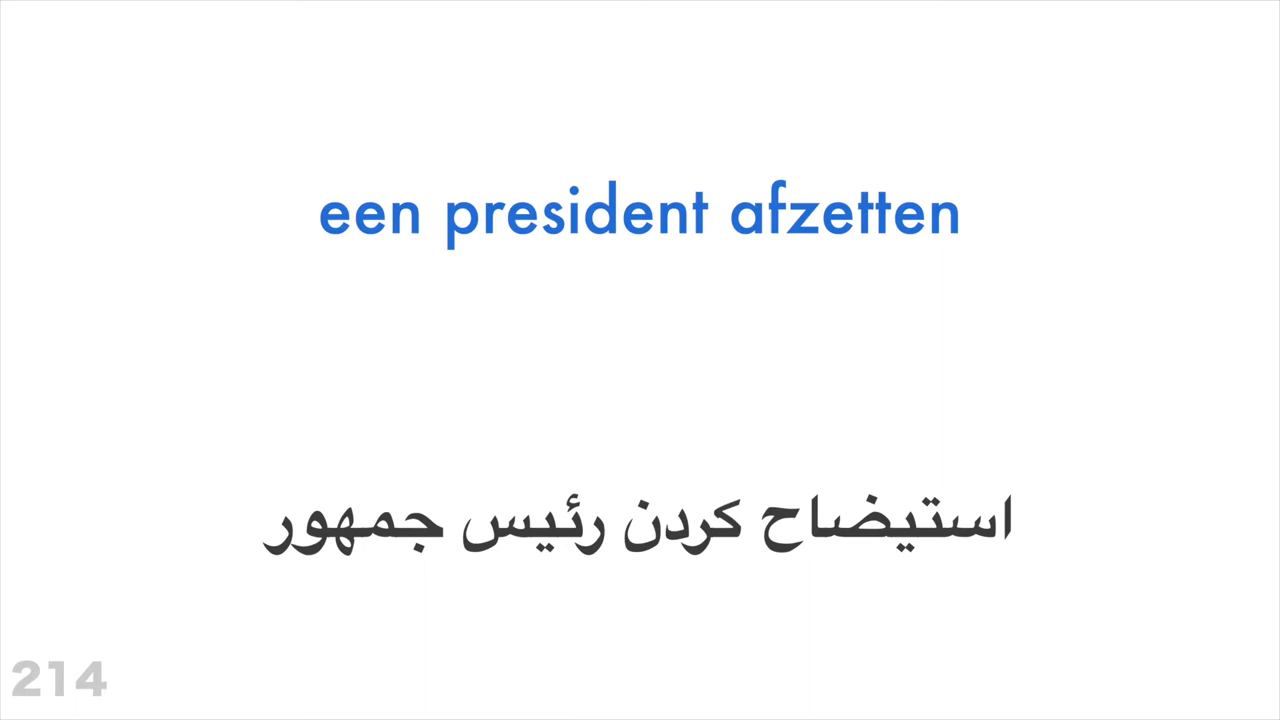 een president afzetten
استیضاح کردن رئیس جمهور
214